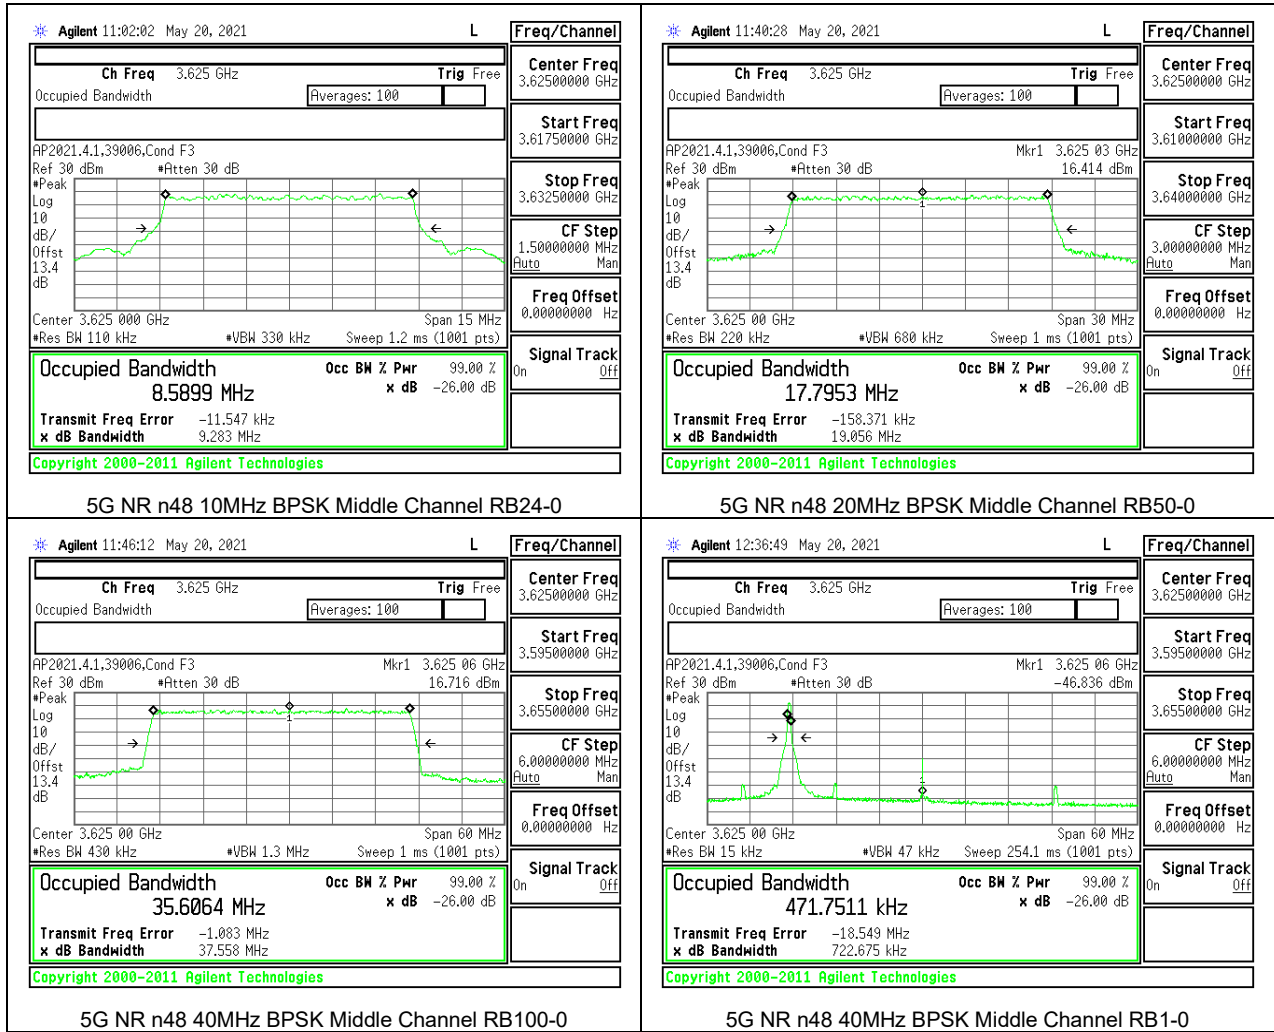 Agilent 11:02:02 May 20, 2021 L Freq/Channel
Ch Freq 3.625 GHz Trig Free
Occupied Bandwidth Averages: 100
Center Freq
3.62500000 GHz
Start Freq
3.61750000 GHz
AP2021.4.1,39006,Cond F3
Ref 30 dBm #Atten 30 dB
#Peak
Log
10
dB/
Offst
13.4
dB
Stop Freq
3.63250000 GHz
CF Step
1.50000000 MHz
Auto Man
Freq Offset
0.00000000 Hz
Center 3.625 000 GHz Span 15 MHz
#Res BW 110 kHz #VBW 330 kHz Sweep 1.2 ms (1001 pts)
Signal Track
On Off
Occupied Bandwidth Occ BW % Pwr 99.00 %
8.5899 MHz x dB -26.00 dB
Transmit Freq Error -11.547 kHz
x dB Bandwidth 9.283 MHz
Copyright 2000-2011 Agilent Technologies
5G NR n48 10MHz BPSK Middle Channel RB24-0
Agilent 11:40:28 May 20, 2021 L Freq/Channel
Ch Freq 3.625 GHz Trig Free
Occupied Bandwidth Averages: 100
Center Freq
3.62500000 GHz
Start Freq
3.61000000 GHz
AP2021.4.1,39006,Cond F3 Mkr1 3.625 03 GHz
Ref 30 dBm #Atten 30 dB 16.414 dBm
#Peak
Log
10
dB/
Offst
13.4
dB
1
Stop Freq
3.64000000 GHz
CF Step
3.00000000 MHz
Auto Man
Freq Offset
0.00000000 Hz
Center 3.625 00 GHz Span 30 MHz
#Res BW 220 kHz #VBW 680 kHz Sweep 1 ms (1001 pts)
Signal Track
On Off
Occupied Bandwidth Occ BW % Pwr 99.00 %
17.7953 MHz x dB -26.00 dB
Transmit Freq Error -158.371 kHz
x dB Bandwidth 19.056 MHz
Copyright 2000-2011 Agilent Technologies
5G NR n48 20MHz BPSK Middle Channel RB50-0
Agilent 11:46:12 May 20, 2021 L Freq/Channel
Ch Freq 3.625 GHz Trig Free
Occupied Bandwidth Averages: 100
Center Freq
3.62500000 GHz
Start Freq
3.59500000 GHz
AP2021.4.1,39006,Cond F3 Mkr1 3.625 06 GHz
Ref 30 dBm #Atten 30 dB 16.716 dBm
#Peak
Log
10
dB/
Offst
13.4
dB
1
Stop Freq
3.65500000 GHz
CF Step
6.00000000 MHz
Auto Man
Freq Offset
0.00000000 Hz
Center 3.625 00 GHz Span 60 MHz
#Res BW 430 kHz #VBW 1.3 MHz Sweep 1 ms (1001 pts)
Signal Track
On Off
Occupied Bandwidth Occ BW % Pwr 99.00 %
35.6064 MHz x dB -26.00 dB
Transmit Freq Error -1.083 MHz
x dB Bandwidth 37.558 MHz
Copyright 2000-2011 Agilent Technologies
5G NR n48 40MHz BPSK Middle Channel RB100-0
Agilent 12:36:49 May 20, 2021 L Freq/Channel
Ch Freq 3.625 GHz Trig Free
Occupied Bandwidth Averages: 100
Center Freq
3.62500000 GHz
Start Freq
3.59500000 GHz
AP2021.4.1,39006,Cond F3 Mkr1 3.625 06 GHz
Ref 30 dBm #Atten 30 dB -46.836 dBm
#Peak
Log
10
dB/
Offst
13.4
dB
1
Stop Freq
3.65500000 GHz
CF Step
6.00000000 MHz
Auto Man
Freq Offset
0.00000000 Hz
Center 3.625 00 GHz Span 60 MHz
#Res BW 15 kHz #VBW 47 kHz Sweep 254.1 ms (1001 pts)
Signal Track
On Off
Occupied Bandwidth Occ BW % Pwr 99.00 %
471.7511 kHz x dB -26.00 dB
Transmit Freq Error -18.549 MHz
x dB Bandwidth 722.675 kHz
Copyright 2000-2011 Agilent Technologies
5G NR n48 40MHz BPSK Middle Channel RB1-0